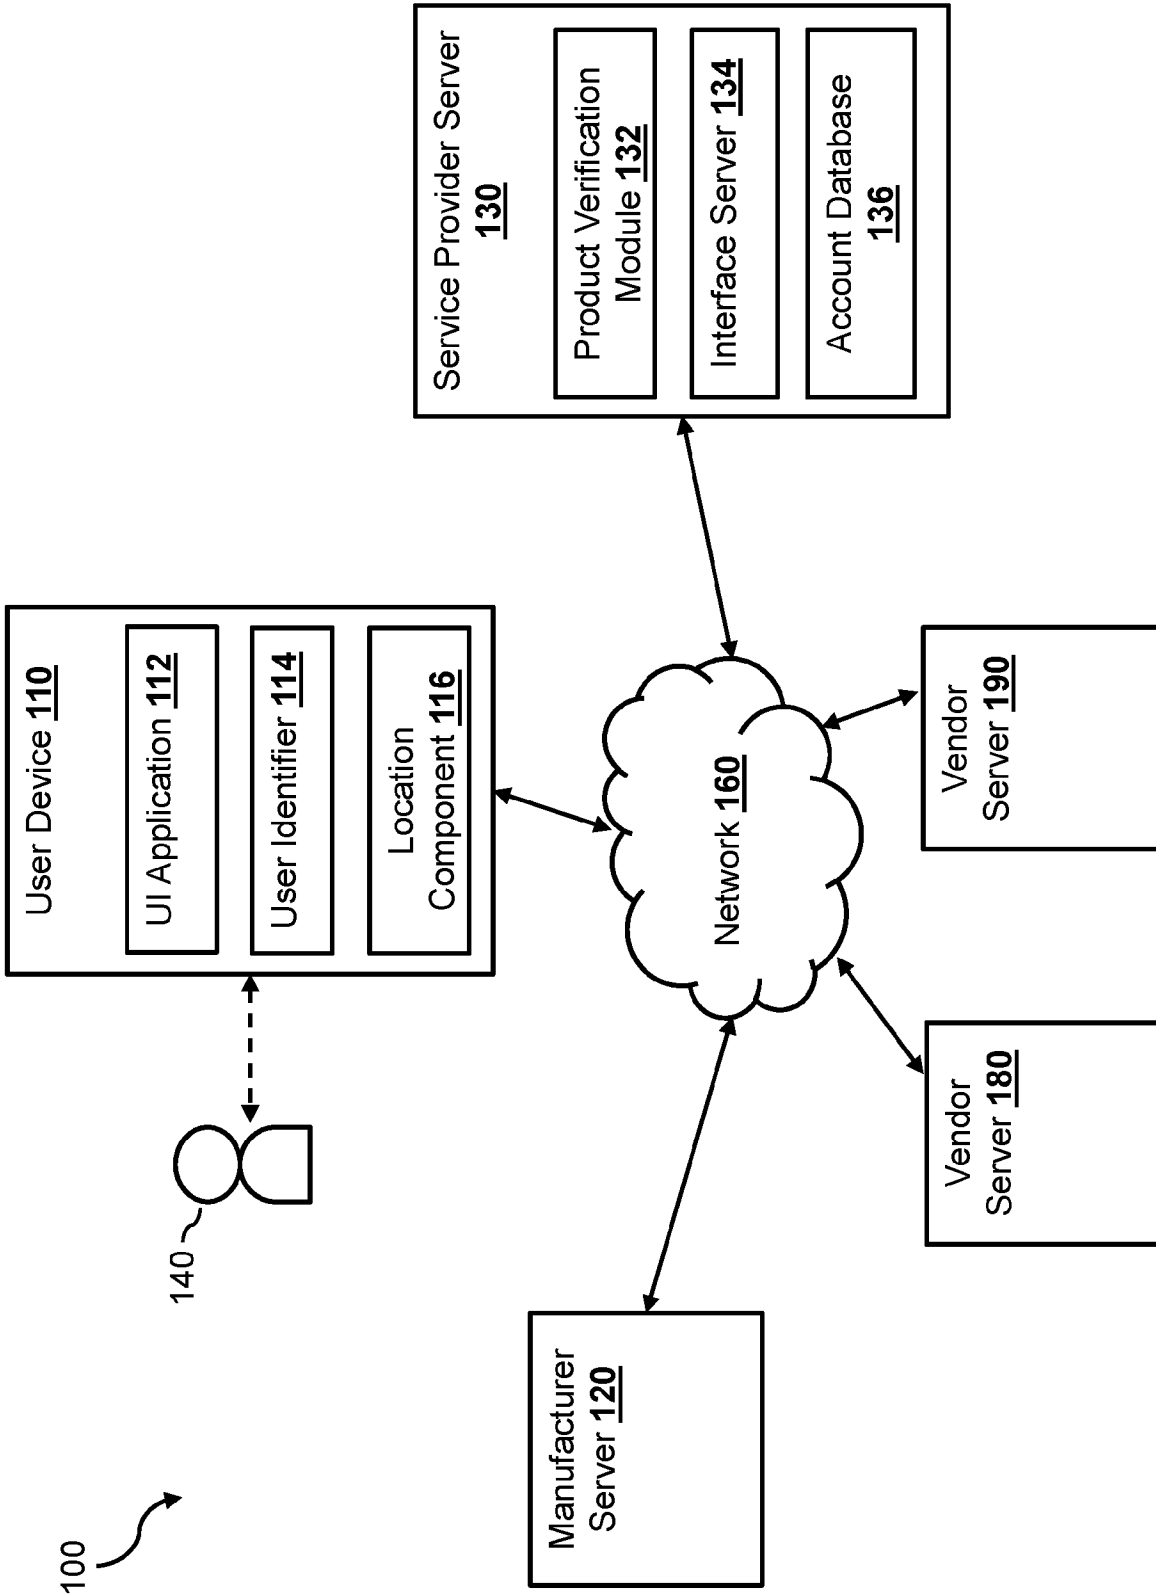 100
140
User Device 110
UI Application 112
User Identifier 114
Location
Component 116
Service Provider Server
130
Product Verification
Module 132
Interface Server 134
Account Database
136
Manufacturer
Server 120
Network 160
Vendor
Server 180
Vendor
Server 190